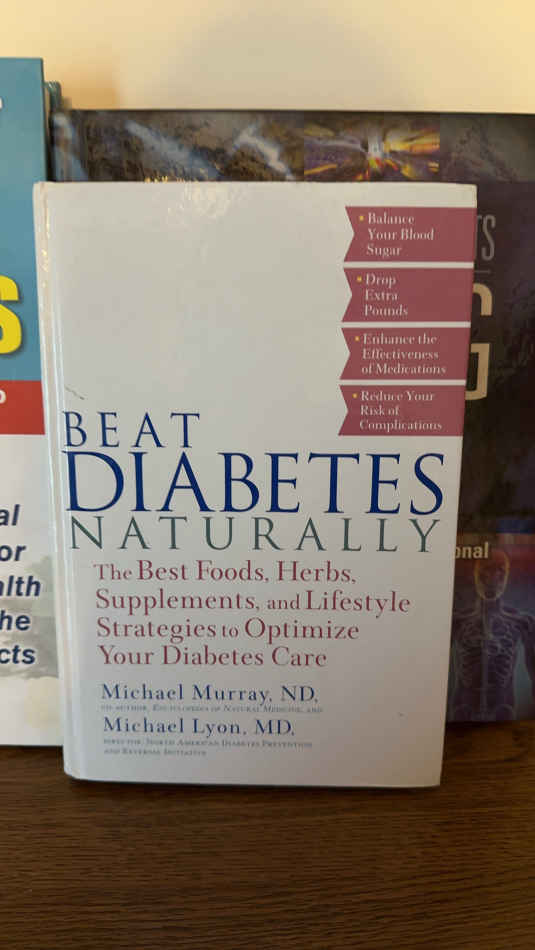 • Balance
Your Blood
Sugar
• Drop
Extra
Pounds
• Enhance the
Effectiveness
of Medications
• Reduce Your
Risk of
Complications
BEAT
DIABETES
NATURALLY
The Best Foods, Herbs,
Supplements, and Lifestyle
Strategies to Optimize
Your Diabetes Care
Michael Murray, ND,
CO-AUTHOR, ENCYCLOPEDIA OF NATURAL MEDICINE, AND
Michael Lyon, MD,
DIRECTOR, NORTH AMERICAN DIABETES PREVENTION
AND REVERSAL INITIATIVE
S
al
or
alth
he
cts
TS
G
onal